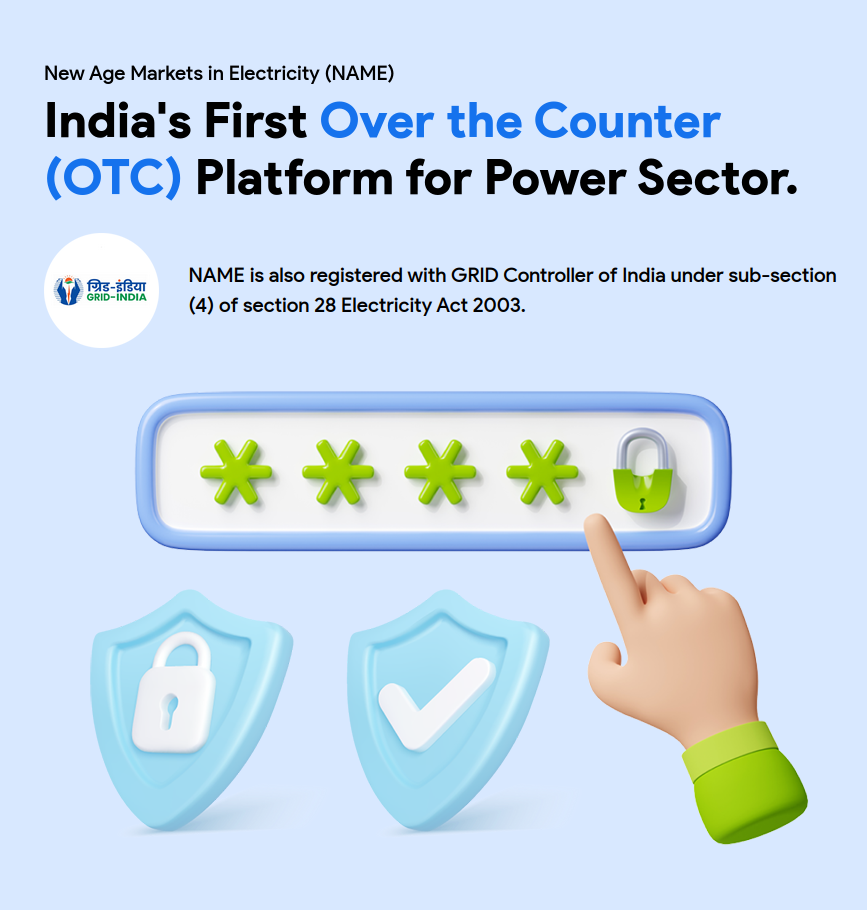 New Age Markets in Electricity (NAME)
India's First Over the Counter
(OTC) Platform for Power Sector.
ग्रिड-इंडिया
GRID-INDIA
NAME is also registered with GRID Controller of India under sub-section
(4) of section 28 Electricity Act 2003.